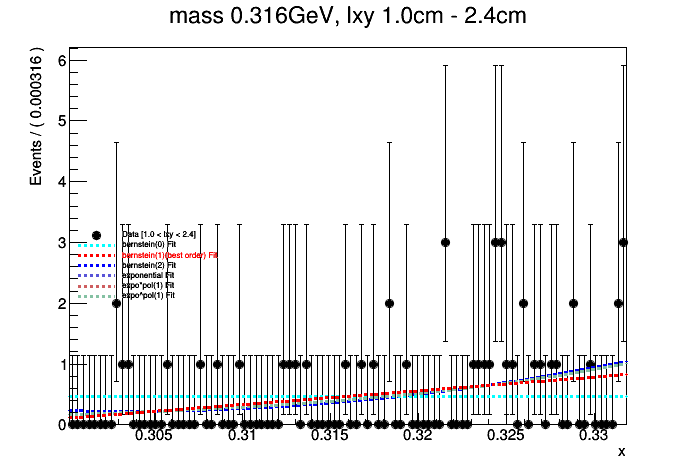 mass 0.316GeV, lxy 1.0cm - 2.4cm
Events / ( 0.000316 )
6
5
4
3
2
1
0
Data [1.0 < lxy < 2.4]
bernstein(0) Fit
bernstein(1)(best order) Fit
bernstein(2) Fit
exponential Fit
expo*pol(1) Fit
expo*pol(1) Fit
0.305 0.31 0.315 0.32 0.325 0.33
x